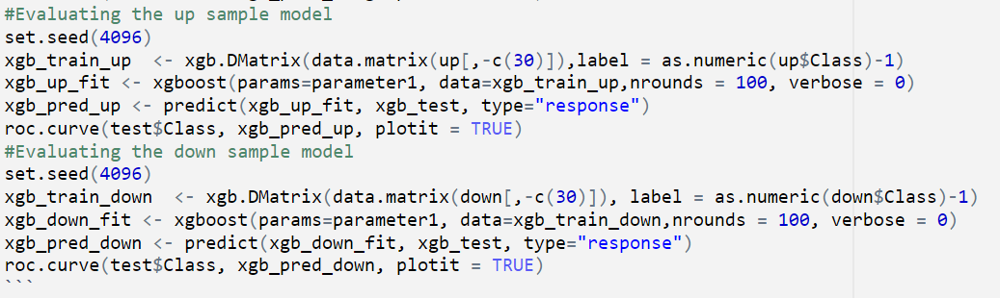 #Evaluating the up sample model
set.seed(4096)
xgb_train_up  <- xgb.DMatrix(data.matrix(up[,-c(30)]),label = as.numeric(up$Class)-1)
xgb_up_fit <- xgboost(params=parameter1, data=xgb_train_up,nrounds = 100, verbose = 0)
xgb_pred_up <- predict(xgb_up_fit, xgb_test, type="response")
roc.curve(test$Class, xgb_pred_up, plotit = TRUE)
#Evaluating the down sample model
set.seed(4096)
xgb_train_down  <- xgb.DMatrix(data.matrix(down[,-c(30)]), label = as.numeric(down$Class)-1)
xgb_down_fit <- xgboost(params=parameter1, data=xgb_train_down,nrounds = 100, verbose = 0)
xgb_pred_down <- predict(xgb_down_fit, xgb_test, type="response")
roc.curve(test$Class, xgb_pred_down, plotit = TRUE)
```